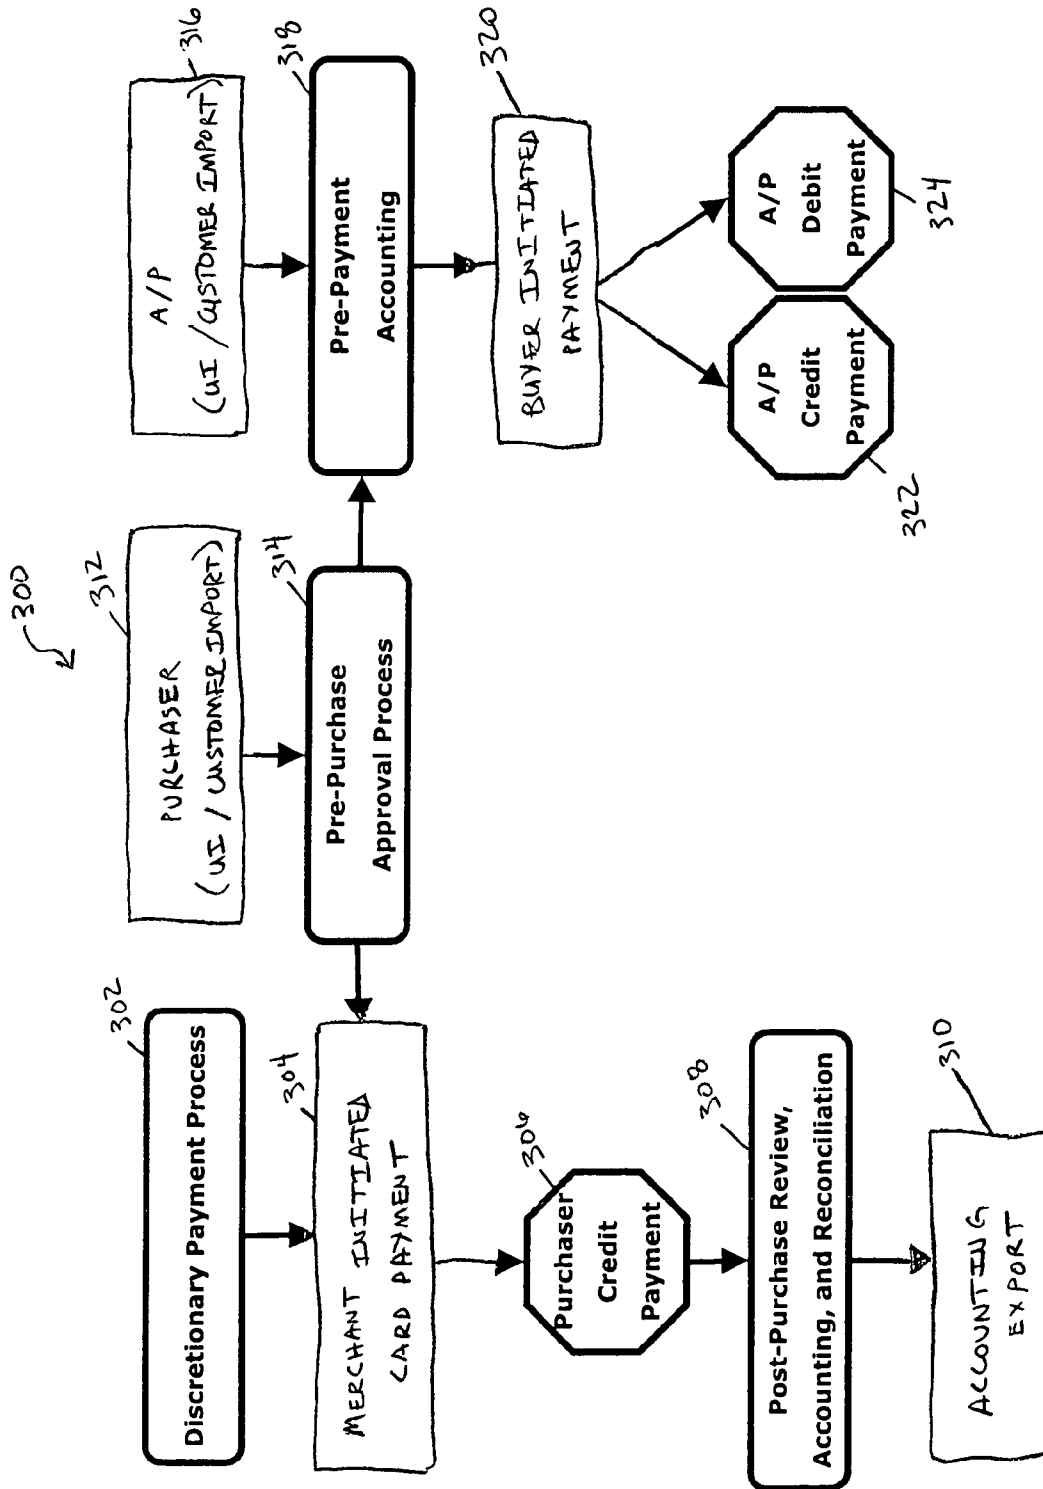 300
302
Discretionary Payment Process
304
MERCHANT INITIATED
CARD PAYMENT
306
Purchaser
Credit
Payment
308
Post-Purchase Review,
Accounting, and Reconciliation
310
ACCOUNTING
EXPORT
312
PURCHASER
(UI / CUSTOMER IMPORT)
314
Pre-Purchase
Approval Process
316
A/P
(UI / CUSTOMER IMPORT)
318
Pre-Payment
Accounting
320
BUYER INITIATED
PAYMENT
322
A/P
Credit
Payment
324
A/P
Debit
Payment